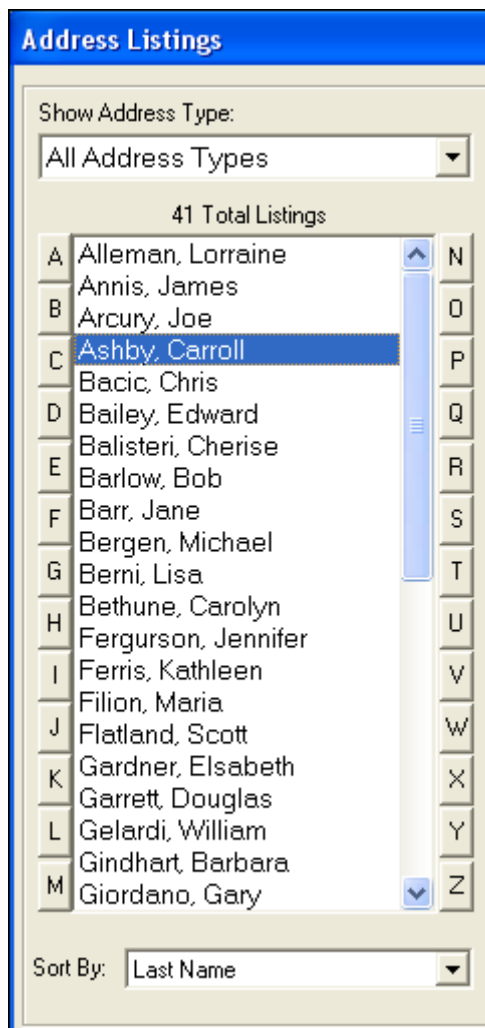 Address Listings
Show Address Type:
All Address Types
41 Total Listings
A
B
C
D
E
F
G
H
I
J
K
L
M
Alleman, Lorraine
Annis, James
Arcury, Joe
Ashby, Carroll
Bacic, Chris
Bailey, Edward
Balisteri, Cherise
Barlow, Bob
Barr, Jane
Bergen, Michael
Berni, Lisa
Bethune, Carolyn
Fergurson, Jennifer
Ferris, Kathleen
Filion, Maria
Flatland, Scott
Gardner, Elsabeth
Garrett, Douglas
Gelardi, William
Gindhart, Barbara
Giordano, Gary
N
O
P
Q
R
S
T
U
V
W
X
Y
Z
Sort By: Last Name